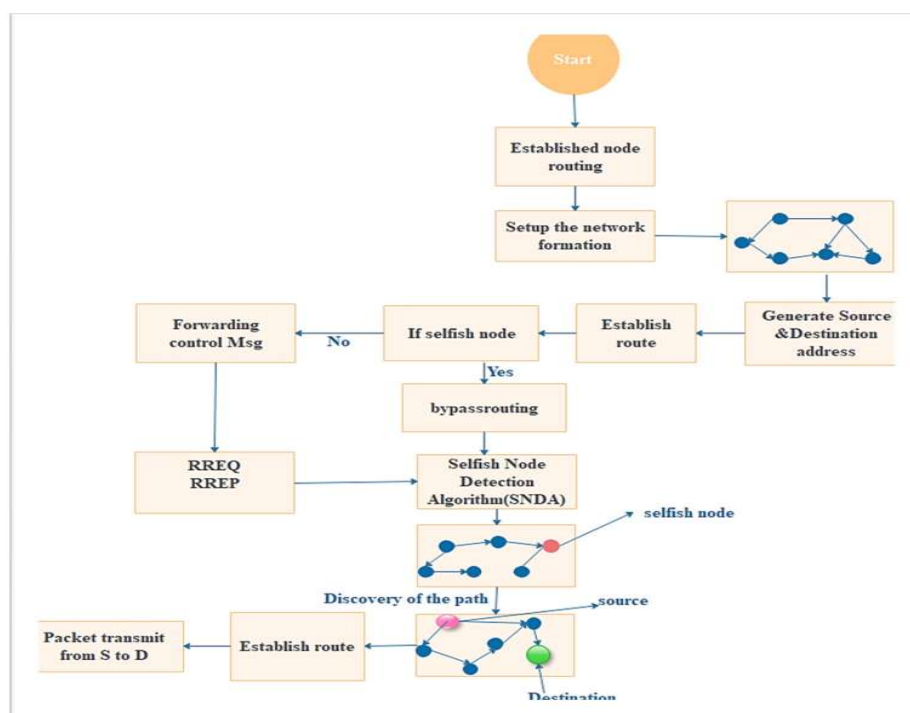 Start
Established node
routing
Setup the network
formation
Generate Source
&Destination
address
Establish
route
If selfish node
No
Forwarding
control Msg
Yes
bypassrouting
RREQ
RREP
Selfish Node
Detection
Algorithm(SNDA)
selfish node
Discovery of the path
source
Packet transmit
from S to D
Establish route
Destination